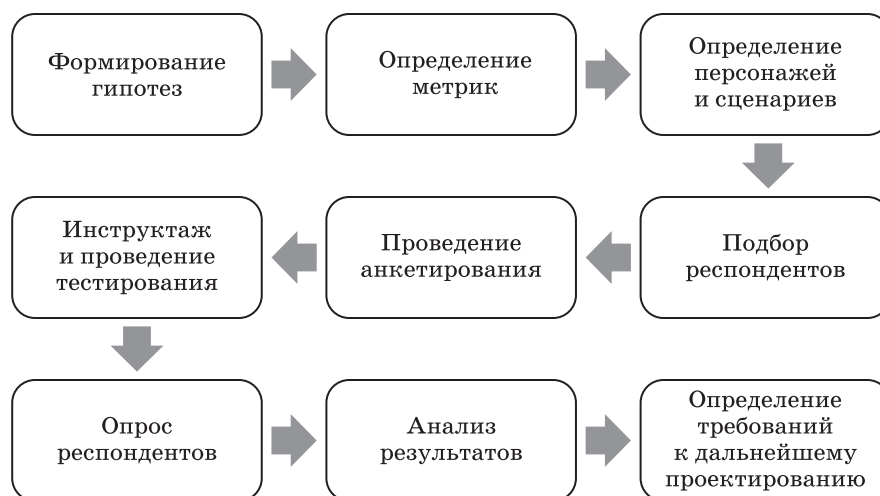 Формирование
гипотез
Определение
метрик
Определение
персонажей
и сценариев
Подбор
респондентов
Проведение
анкетирования
Инструктаж
и проведение
тестирования
Опрос
респондентов
Анализ
результатов
Определение
требований
к дальнейшему
проектированию